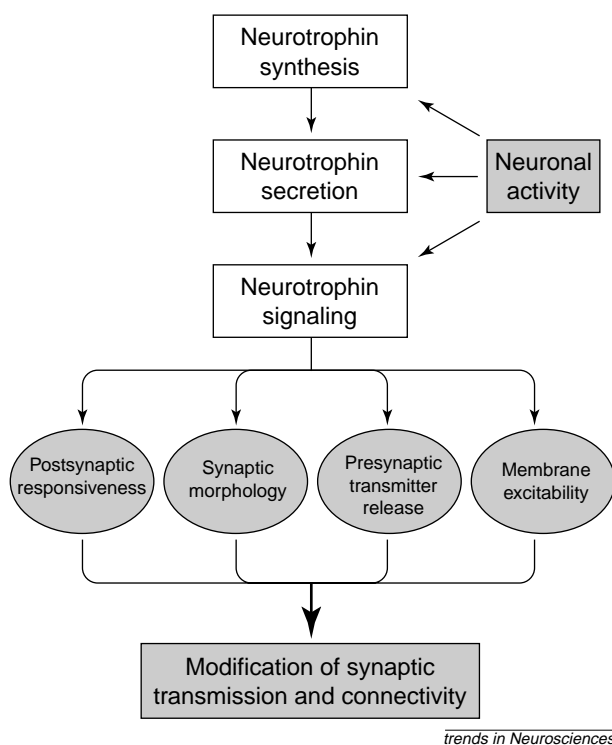 Neurotrophin
synthesis
Neurotrophin
secretion
Neuronal
activity
Neurotrophin
signaling
Postsynaptic
responsiveness
Synaptic
morphology
Presynaptic
transmitter
release
Membrane
excitability
Modification of synaptic
transmission and connectivity
trends in Neurosciences